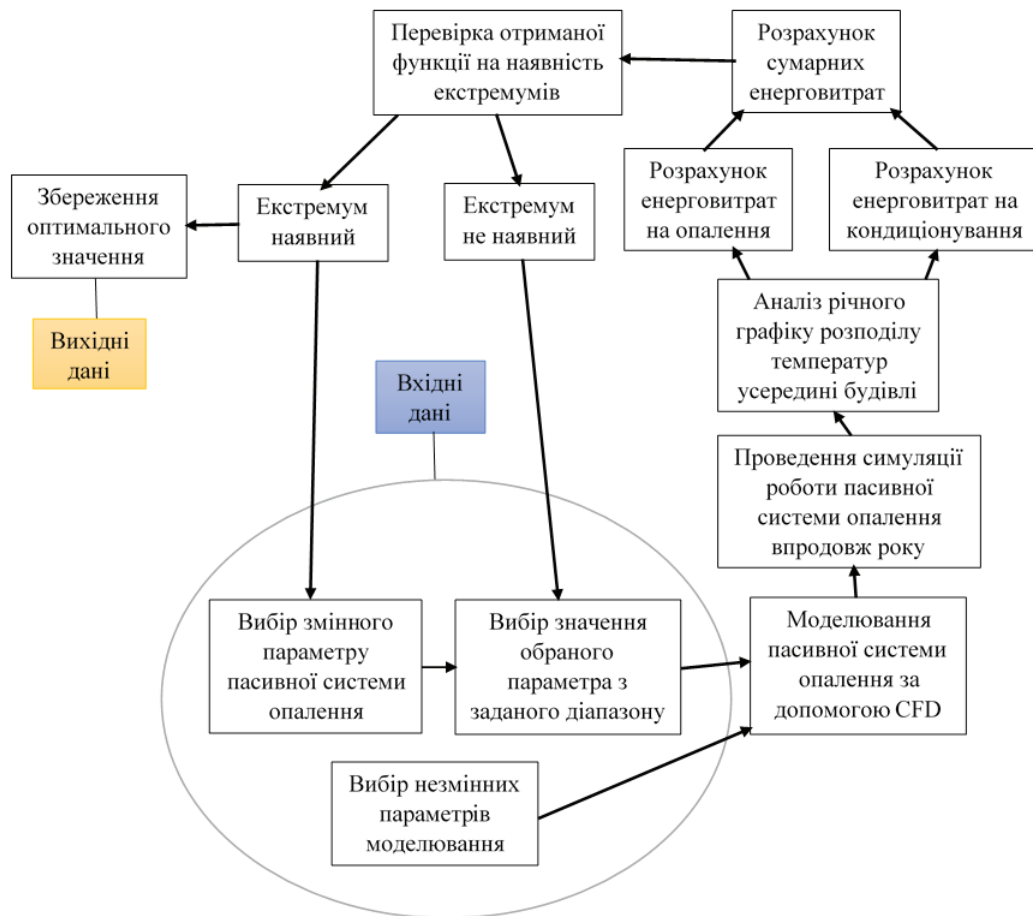 Перевірка отриманої
функції на наявність
екстремумів
Розрахунок
сумарних
енерговитрат
Збереження
оптимального
значення
Екстремум
наявний
Екстремум
не наявний
Розрахунок
енерговитрат
на опалення
Розрахунок
енерговитрат на
кондиціонування
Вихідні
дані
Вхідні
дані
Аналіз річного
графіку розподілу
температур
усередині будівлі
Проведення симуляції
роботи пасивної
системи опалення
впродовж року
Вибір змінного
параметру
пасивної системи
опалення
Вибір значення
обраного
параметра з
заданого діапазону
Моделювання
пасивної системи
опалення за
допомогою CFD
Вибір незмінних
параметрів
моделювання